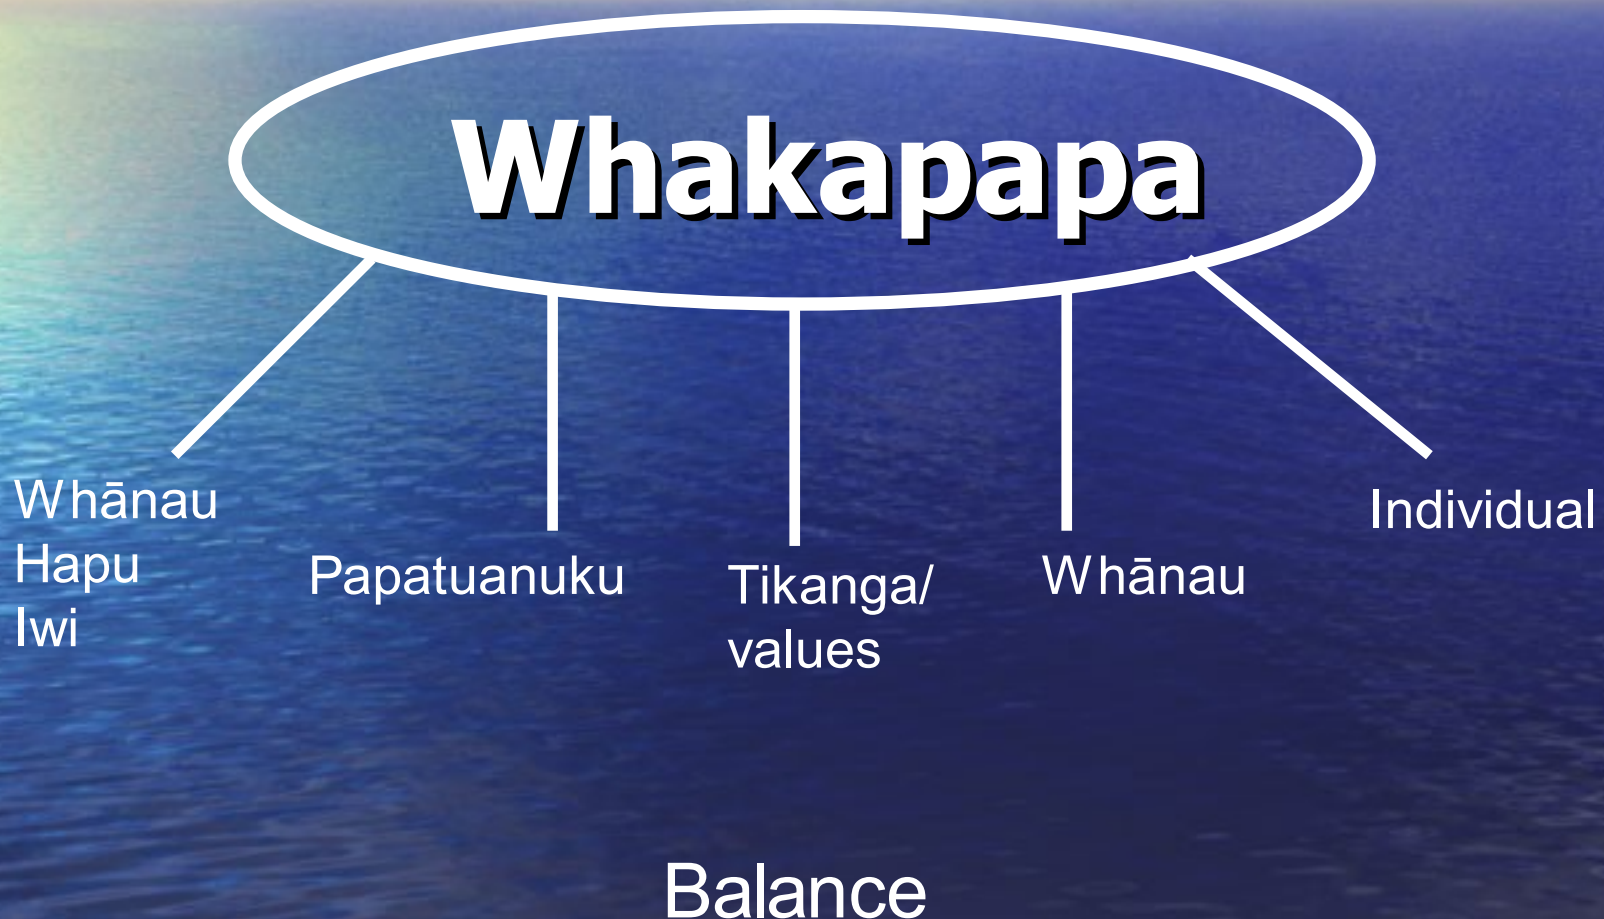 Whakapapa
Whānau
Hapu
Iwi
Papatuanuku
Tikanga/
values
Whānau
Individual
Balance